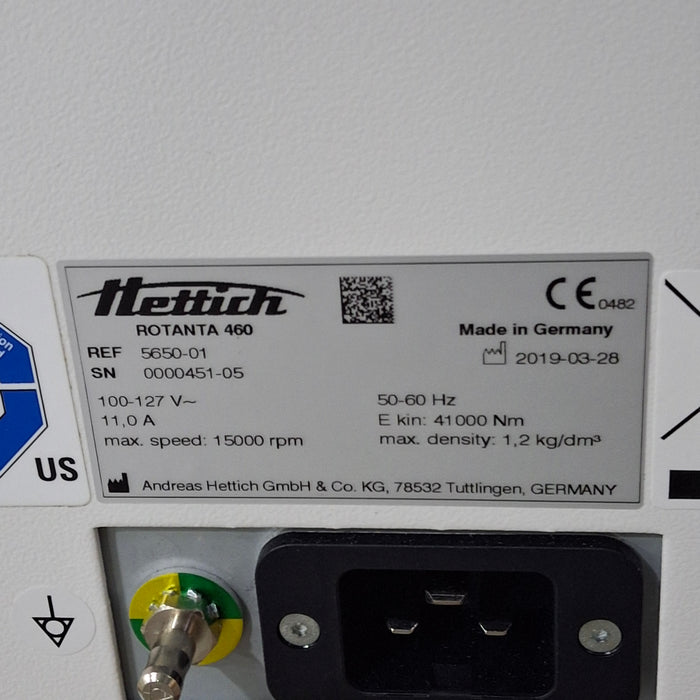 Hettich
ROTANTA 460
REF 5650-01
SN 0000451-05
100-127 V~
11,0 A
max. speed: 15000 rpm
CE 0482
Made in Germany
2019-03-28
50-60 Hz
E kin: 41000 Nm
max. density: 1,2 kg/dm³
Andreas Hettich GmbH & Co. KG, 78532 Tuttlingen, GERMANY
US